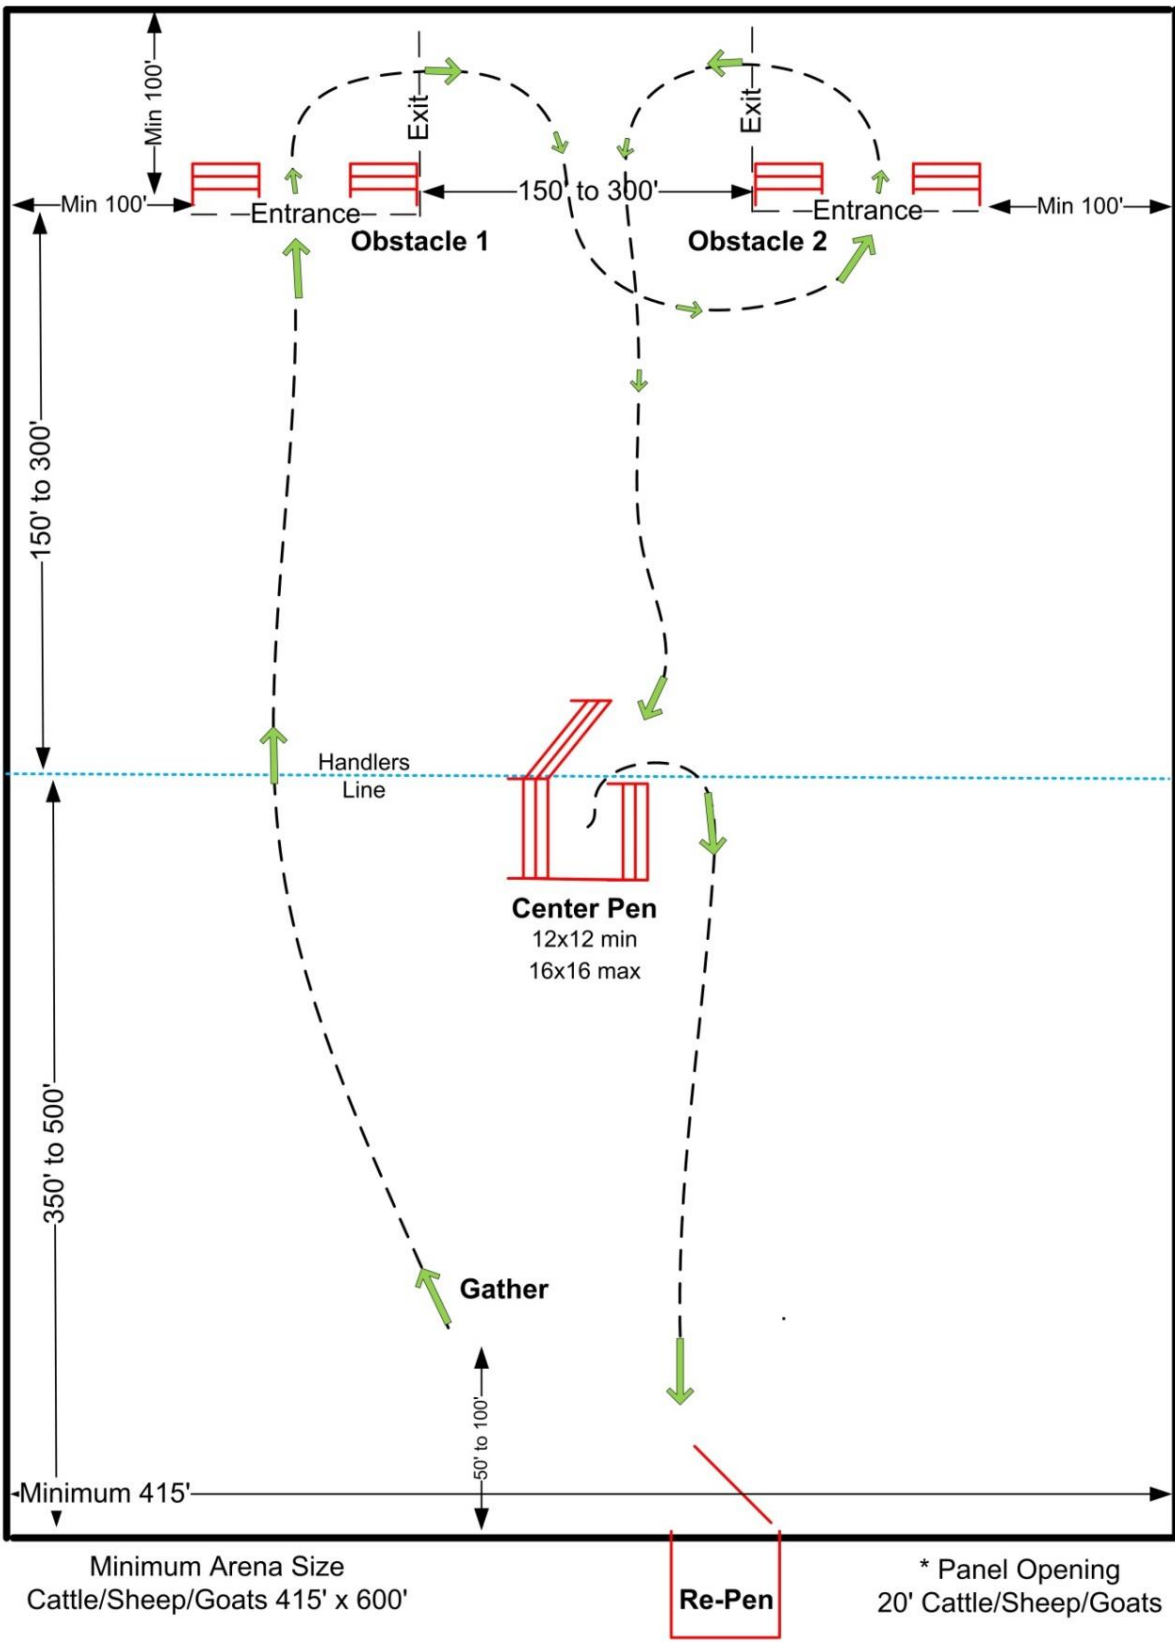 Min 100'
Exit
Exit
150' to 300'
Min 100'
Entrance
Entrance
Min 100'
Obstacle 1
Obstacle 2
150' to 300'
Handlers
Line
Center Pen
12x12 min
16x16 max
350' to 500'
Gather
50' to 100'
Minimum 415'
Minimum Arena Size
Cattle/Sheep/Goats 415' x 600'
Re-Pen
* Panel Opening
20' Cattle/Sheep/Goats